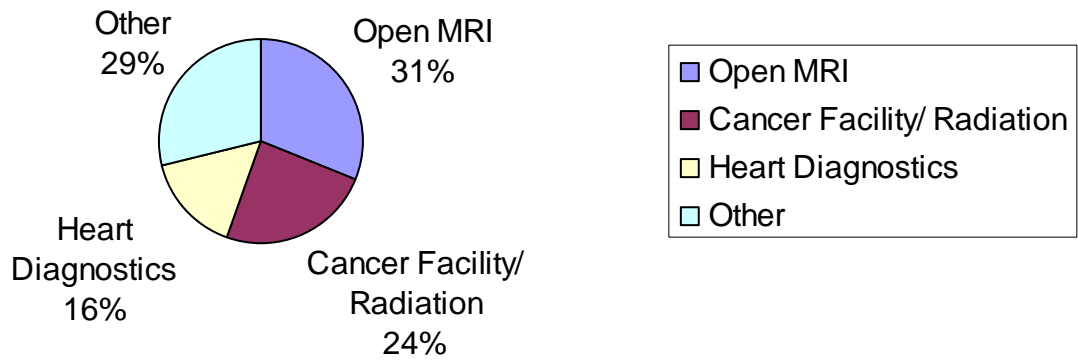 Other
29%
Open MRI
31%
Heart
Diagnostics
16%
Cancer Facility/
Radiation
24%
Open MRI
Cancer Facility/ Radiation
Heart Diagnostics
Other